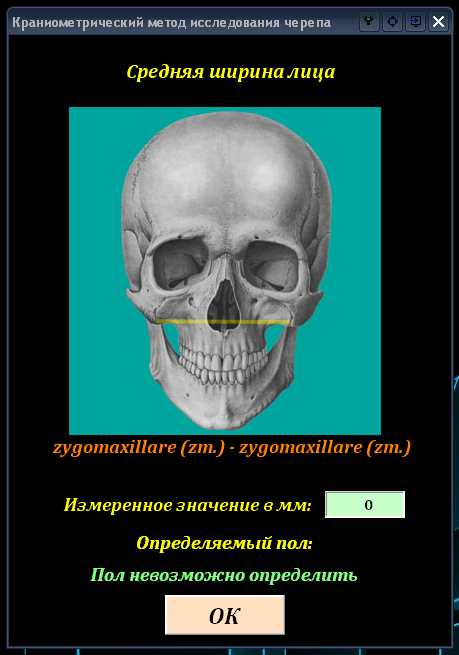 Краниометрический метод исследования черепа
Средняя ширина лица
zygomaxillare (zm.) - zygomaxillare (zm.)
Измеренное значение в мм: 0
Определяемый пол:
Пол невозможно определить
ОК